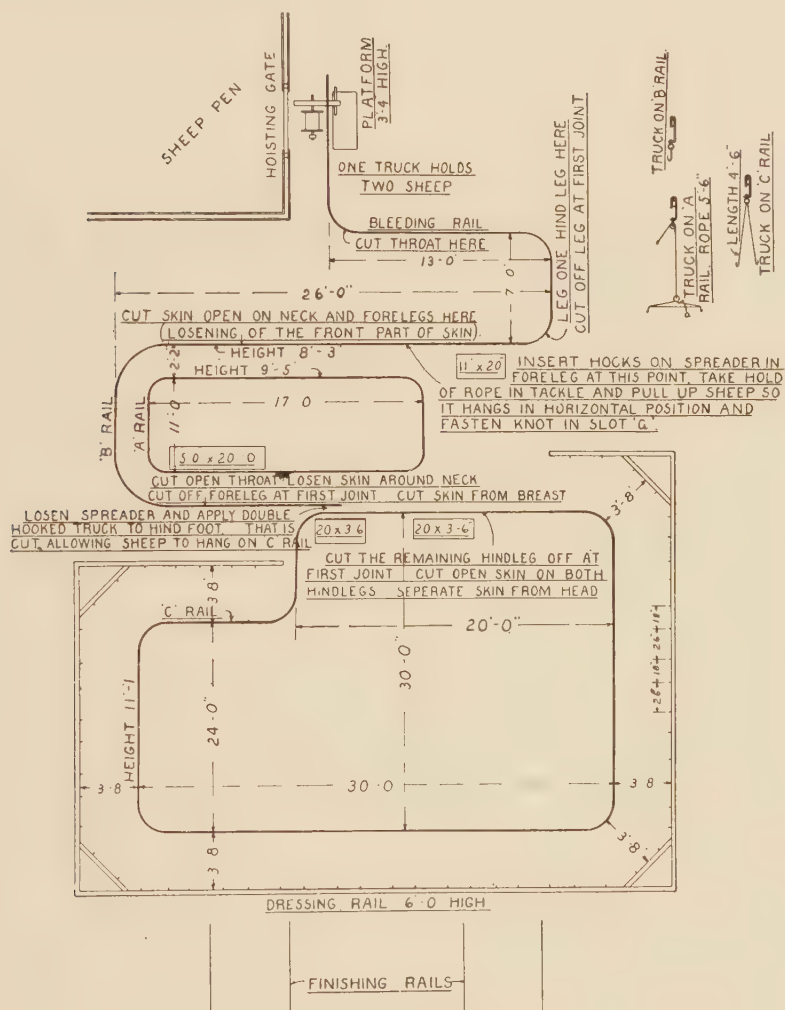 SHEEP PEN
HOISTING GATE
PLATFORM
3-4 HIGH.
ONE TRUCK HOLDS
TWO SHEEP
BLEEDING RAIL
CUT THROAT HERE
13-0.
7-0
LEG ONE HIND LEG HERE
CUT OFF LEG AT FIRST JOINT
TRUCK ON 'B' RAIL
TRUCK ON 'A'
RAIL. ROPE 5-6"
LENGTH 4'-6"
TRUCK ON 'C' RAIL
26'-0"
CUT SKIN OPEN ON NECK AND FORELEGS HERE
(LOSENING OF THE FRONT PART OF SKIN)
HEIGHT 8'-3"
2'-2"
HEIGHT 9'-5"
11' x 20"
INSERT HOCKS ON SPREADER IN
FORELEG AT THIS POINT, TAKE HOLD
OF ROPE IN TACKLE AND PULL UP SHEEP SO
IT HANGS IN HORIZONTAL POSITION AND
FASTEN KNOT IN SLOT 'G'.
'B' RAIL
'A' RAIL
11'-0
17 0
5 0 x 20 0
CUT OPEN THROAT LOSEN SKIN AROUND NECK
CUT OFF FORELEG AT FIRST JOINT CUT SKIN FROM BREAST
LOSEN SPREADER AND APPLY DOUBLE
HOOKED TRUCK TO HIND FOOT. THAT IS
CUT, ALLOWING SHEEP TO HANG ON 'C' RAIL
20 x 3 6
20 x 3-6"
3'-8"
CUT THE REMAINING HINDLEG OFF AT
FIRST JOINT CUT OPEN SKIN ON BOTH
HINDLEGS SEPERATE SKIN FROM HEAD
3 8
'C' RAIL
20'-0"
30-0"
26+18+26+18
HEIGHT 11'-1
24-0"
3-8
30-0
3 8
3 8
3'-8"
DRESSING RAIL 6-0 HIGH
FINISHING RAILS